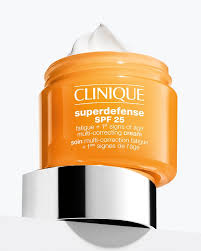 CLINIQUE
superdefense
SPF 25
fatigue + 1st signs of age
multi-correcting cream
soin multi-correction fatigue
+ 1ers signes de l'âge